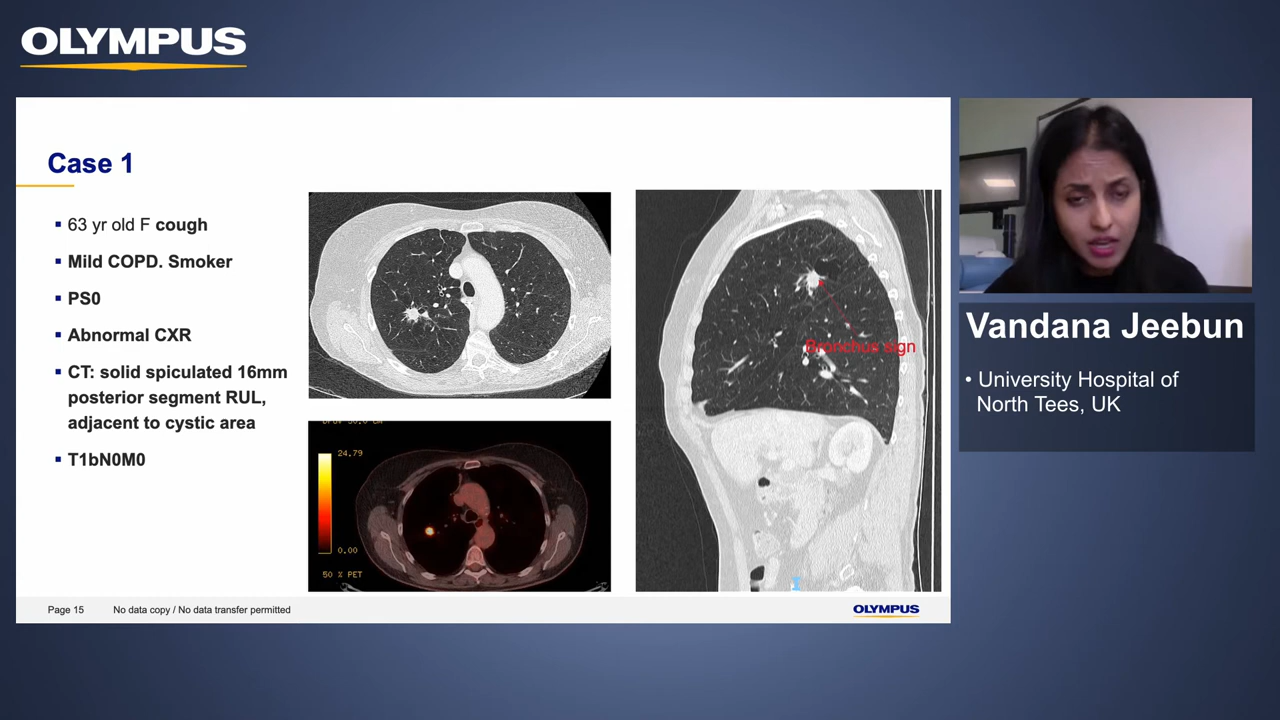 OLYMPUS
Case 1
▪ 63 yr old F cough
▪ Mild COPD. Smoker
▪ PS0
▪ Abnormal CXR
▪ CT: solid spiculated 16mm
posterior segment RUL,
adjacent to cystic area
▪ T1bN0M0
24.79
0.00
50 % PET
Bronchus sign
Page 15
No data copy / No data transfer permitted
OLYMPUS
Vandana Jeebun
• University Hospital of
North Tees, UK